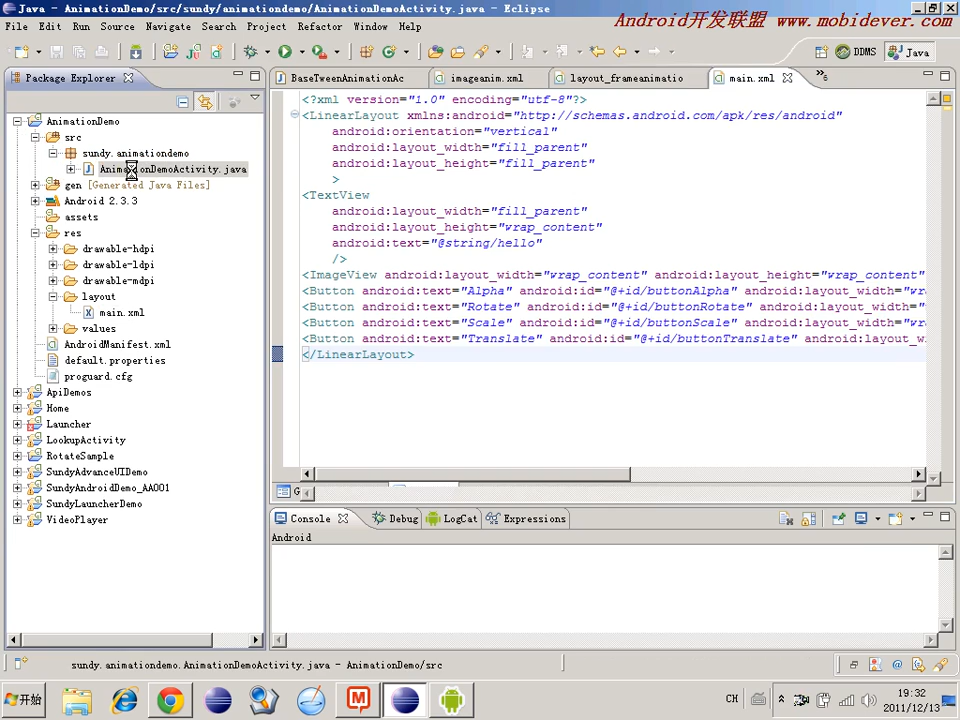 Java - AnimationDemo/src/sundy/animationdemo/AnimationDemoActivity.java - Eclipse
Android开发联盟 www.mobidever.com
File Edit Run Source Navigate Search Project Refactor Window Help
DDMS Java
Package Explorer
BaseTweenAnimationAc imageanim.xml layout_frameanimatio main.xml
AnimationDemo
src
sundy.animationdemo
AnimationDemoActivity.java
gen [Generated Java Files]
Android 2.3.3
assets
res
drawable-hdpi
drawable-ldpi
drawable-mdpi
layout
main.xml
values
AndroidManifest.xml
default.properties
proguard.cfg
ApiDemos
Home
Launcher
LookupActivity
RotateSample
SundyAdvanceUIDemo
SundyAndroidDemo_AA001
SundyLauncherDemo
VideoPlayer
<?xml version="1.0" encoding="utf-8"?>
<LinearLayout xmlns:android="http://schemas.android.com/apk/res/android"
android:orientation="vertical"
android:layout_width="fill_parent"
android:layout_height="fill_parent"
>
<TextView
android:layout_width="fill_parent"
android:layout_height="wrap_content"
android:text="@string/hello"
/>
<ImageView android:layout_width="wrap_content" android:layout_height="wrap_content"
<Button android:text="Alpha" android:id="@+id/buttonAlpha" android:layout_width="wr
<Button android:text="Rotate" android:id="@+id/buttonRotate" android:layout_width="
<Button android:text="Scale" android:id="@+id/buttonScale" android:layout_width="wr
<Button android:text="Translate" android:id="@+id/buttonTranslate" android:layout_w
</LinearLayout>
Console Debug LogCat Expressions
Android
sundy.animationdemo.AnimationDemoActivity.java - AnimationDemo/src
开始
CH
19:32
2011/12/13